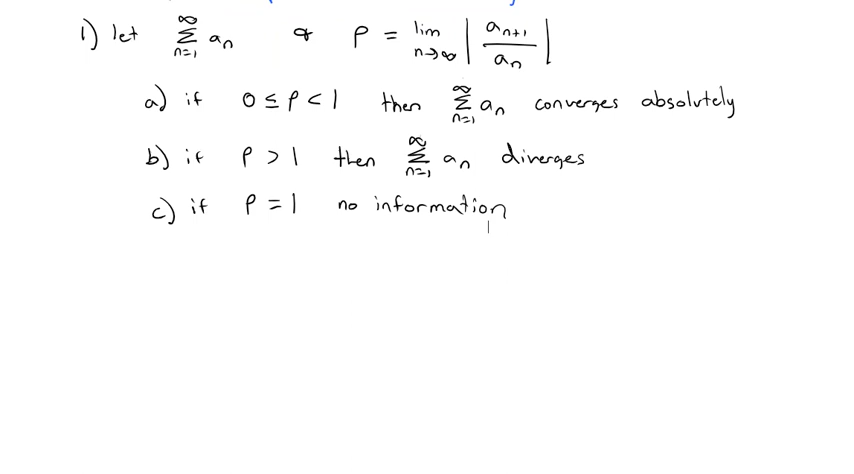 1) let ∑_{n=1}^{∞} a_n & ρ = lim_{n→∞} | a_{n+1} / a_n |
a) if 0 ≤ ρ < 1 then ∑_{n=1}^{∞} a_n converges absolutely
b) if ρ > 1 then ∑_{n=1}^{∞} a_n diverges
c) if ρ = 1 no information